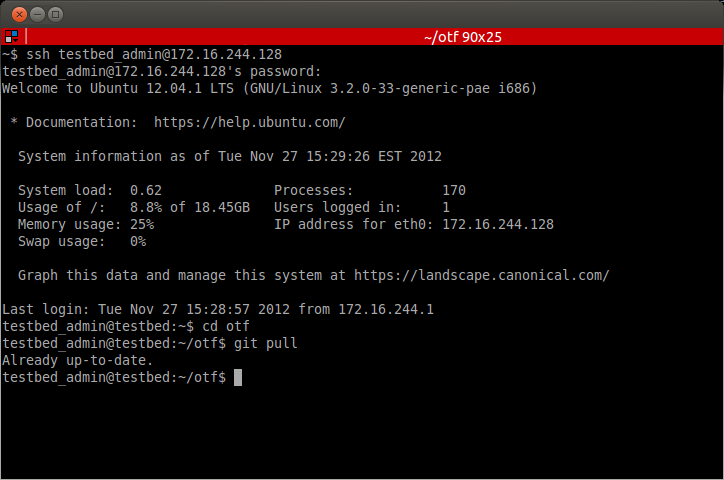 ~/otf 90x25
~$ ssh testbed_admin@172.16.244.128
testbed_admin@172.16.244.128's password:
Welcome to Ubuntu 12.04.1 LTS (GNU/Linux 3.2.0-33-generic-pae i686)
 * Documentation:  https://help.ubuntu.com/
  System information as of Tue Nov 27 15:29:26 EST 2012
  System load:  0.62              Processes:           170
  Usage of /:   8.8% of 18.45GB   Users logged in:     1
  Memory usage: 25%               IP address for eth0: 172.16.244.128
  Swap usage:   0%
  Graph this data and manage this system at https://landscape.canonical.com/
Last login: Tue Nov 27 15:28:57 2012 from 172.16.244.1
testbed_admin@testbed:~$ cd otf
testbed_admin@testbed:~/otf$ git pull
Already up-to-date.
testbed_admin@testbed:~/otf$